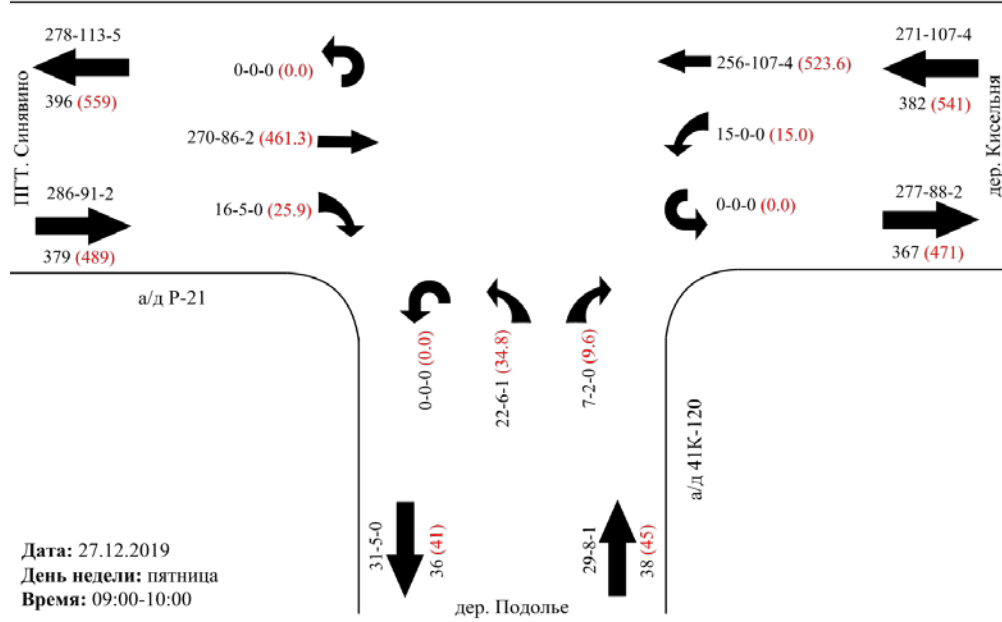 278-113-5
396 (559)
0-0-0 (0.0)
256-107-4 (523.6)
271-107-4
382 (541)
ПГТ. Синявино
270-86-2 (461.3)
15-0-0 (15.0)
дер. Кисельня
286-91-2
379 (489)
16-5-0 (25.9)
0-0-0 (0.0)
277-88-2
367 (471)
а/д Р-21
0-0-0 (0.0)
22-6-1 (34.8)
7-2-0 (9.6)
а/д 41К-120
31-5-0
36 (41)
29-8-1
38 (45)
Дата: 27.12.2019
День недели: пятница
Время: 09:00-10:00
дер. Подолье